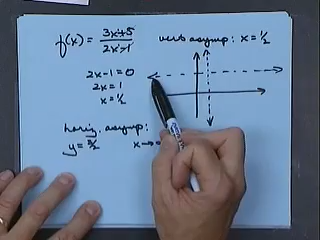 f(x) = 3x+5 / 2x-1
vert asymp: x = 1/2
2x-1=0
2x = 1
x = 1/2
horiz. asymp:
y = 3/2
x→